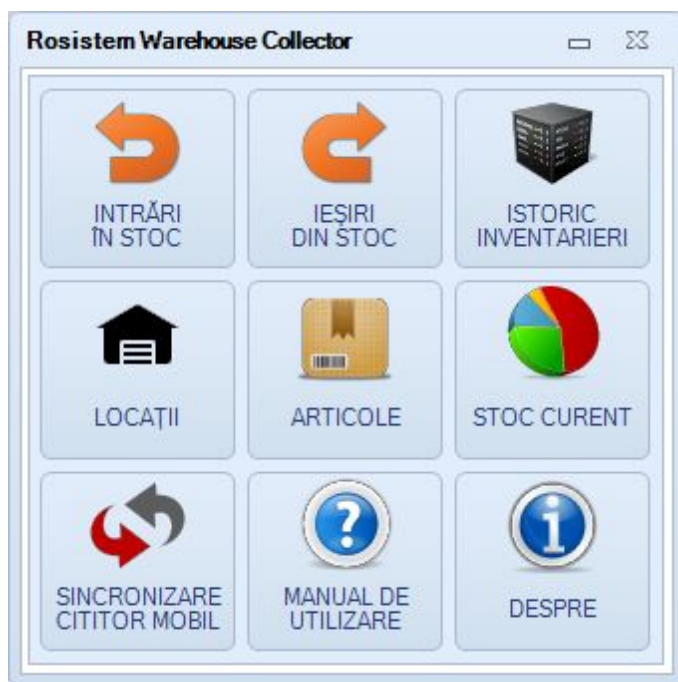 Rosistem Warehouse Collector
INTRĂRI
ÎN STOC
IEȘIRI
DIN STOC
ISTORIC
INVENTARIERI
LOCAȚII
ARTICOLE
STOC CURENT
SINCRONIZARE
CITITOR MOBIL
MANUAL DE
UTILIZARE
DESPRE